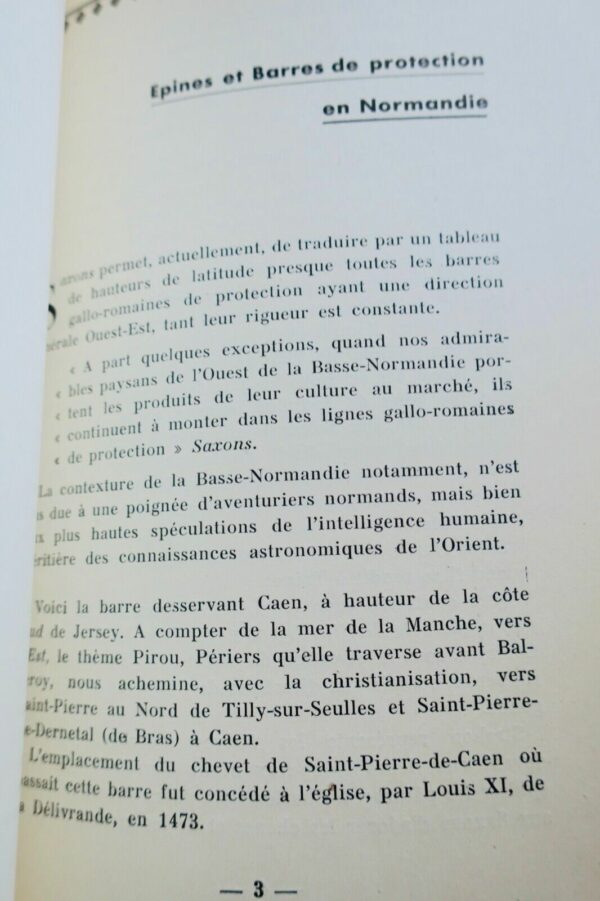 Epines et Barres de protection
en Normandie
Saxons permet, actuellement, de traduire par un tableau
de hauteurs de latitude presque toutes les barres
gallo-romaines de protection ayant une direction
nérale Ouest-Est, tant leur rigueur est constante.
« A part quelques exceptions, quand nos admira-
« bles paysans de l'Ouest de la Basse-Normandie por-
« tent les produits de leur culture au marché, ils
« continuent à monter dans les lignes gallo-romaines
« de protection » Saxons.
La contexture de la Basse-Normandie notamment, n'est
s due à une poignée d'aventuriers normands, mais bien
x plus hautes spéculations de l'intelligence humaine,
éritière des connaissances astronomiques de l'Orient.
Voici la barre desservant Caen, à hauteur de la côte
ud de Jersey. A compter de la mer de la Manche, vers
Est, le thème Pirou, Périers qu'elle traverse avant Bal-
roy, nous achemine, avec la christianisation, vers
aint-Pierre au Nord de Tilly-sur-Seulles et Saint-Pierre-
e-Dernetal (de Bras) à Caen.
L'emplacement du chevet de Saint-Pierre-de-Caen où
assait cette barre fut concédé à l'église, par Louis XI, de
a Délivrande, en 1473.
— 3 —